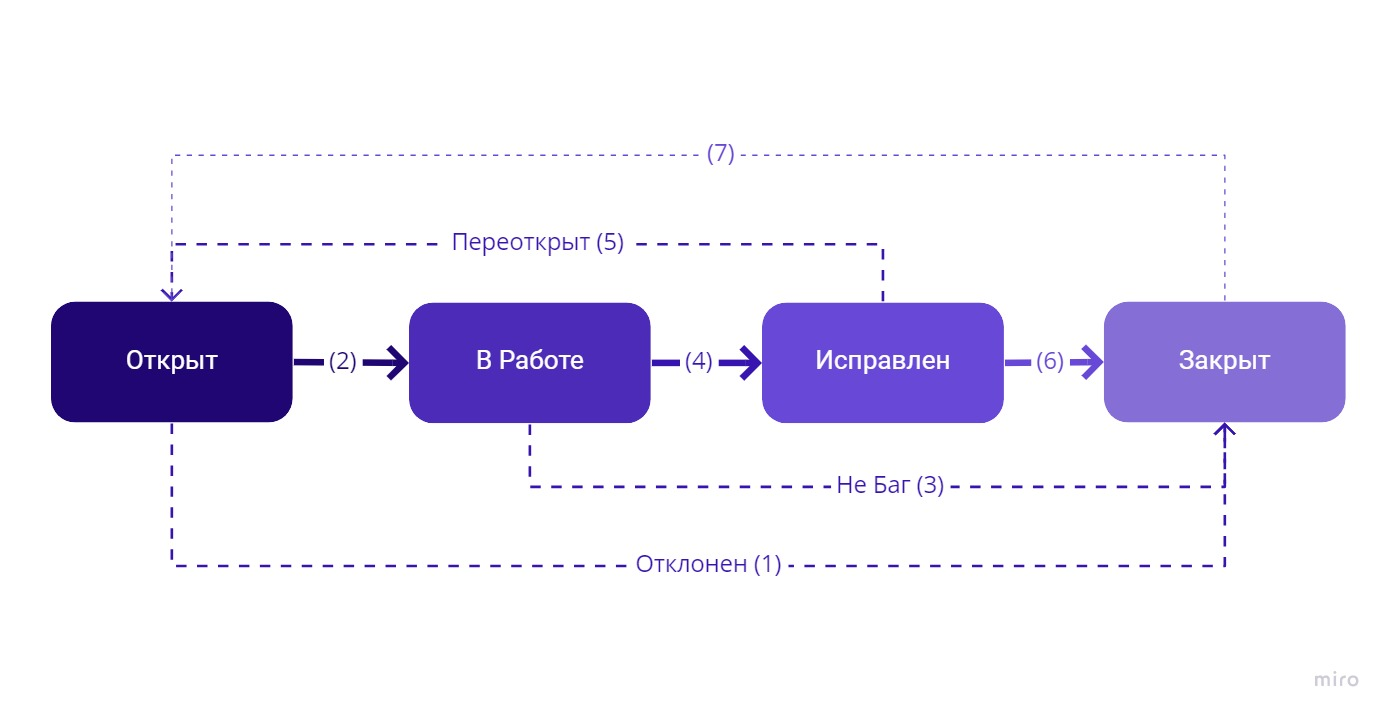 (7)
Переоткрыт (5)
Открыт
(2)
В Работе
(4)
Исправлен
(6)
Закрыт
Не Баг (3)
Отклонен (1)
miro